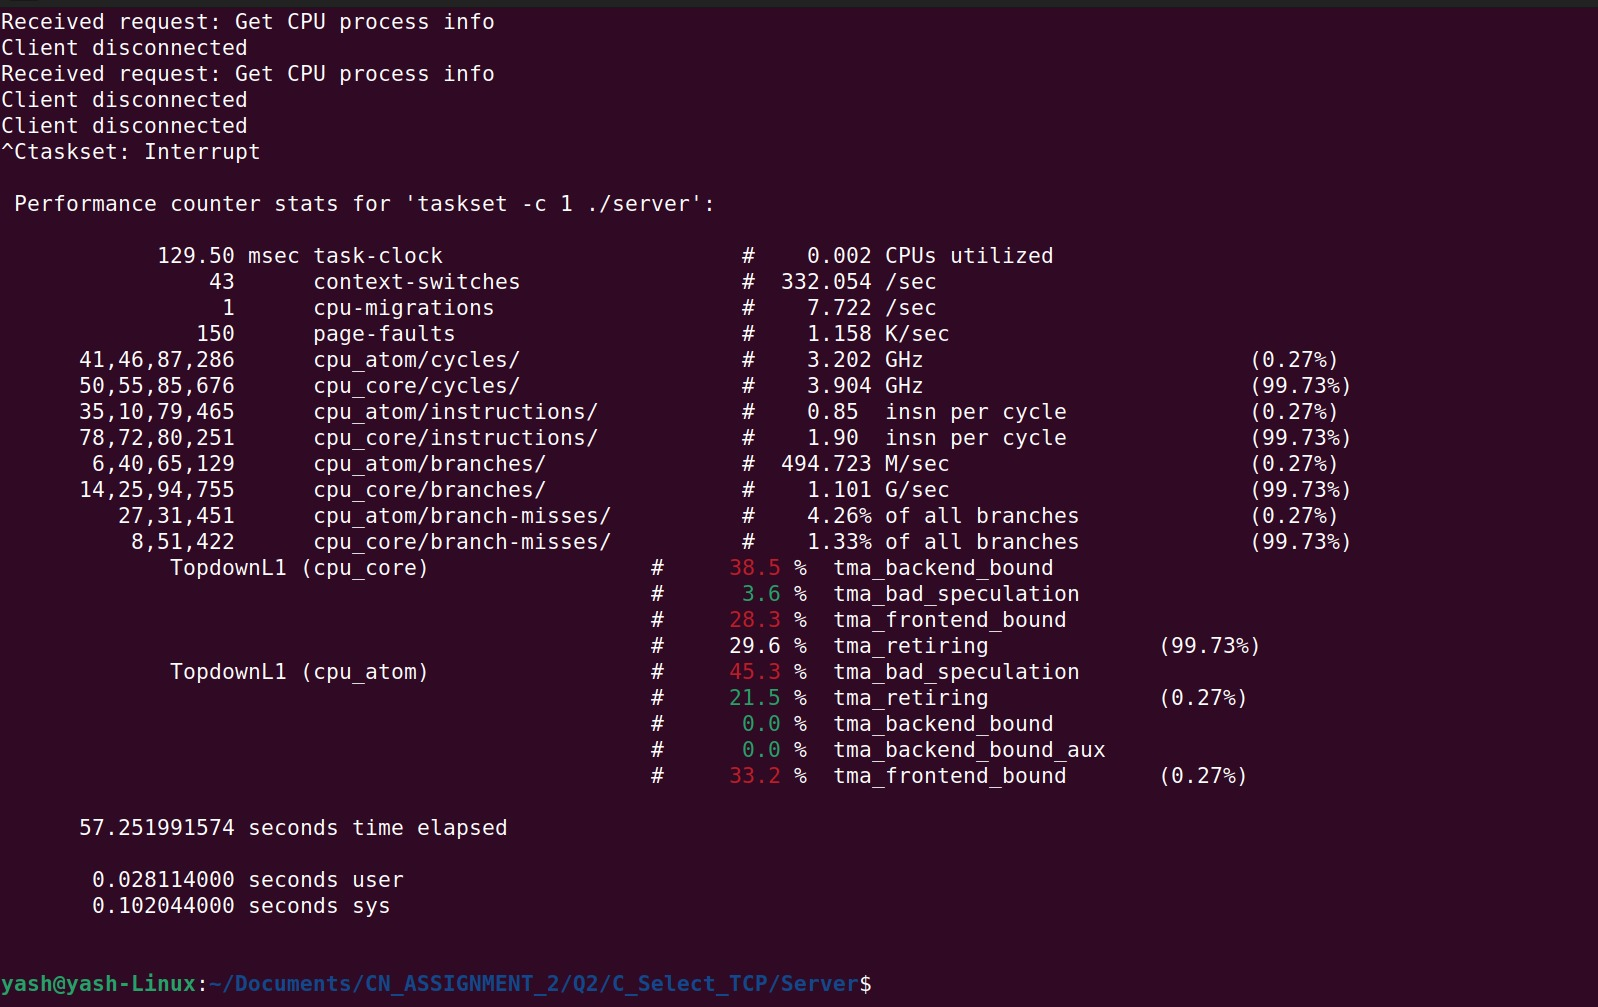 Received request: Get CPU process info
Client disconnected
Received request: Get CPU process info
Client disconnected
Client disconnected
^Ctaskset: Interrupt
Performance counter stats for 'taskset -c 1 ./server':
129.50 msec task-clock # 0.002 CPUs utilized
43 context-switches # 332.054 /sec
1 cpu-migrations # 7.722 /sec
150 page-faults # 1.158 K/sec
41,46,87,286 cpu_atom/cycles/ # 3.202 GHz (0.27%)
50,55,85,676 cpu_core/cycles/ # 3.904 GHz (99.73%)
35,10,79,465 cpu_atom/instructions/ # 0.85 insn per cycle (0.27%)
78,72,80,251 cpu_core/instructions/ # 1.90 insn per cycle (99.73%)
6,40,65,129 cpu_atom/branches/ # 494.723 M/sec (0.27%)
14,25,94,755 cpu_core/branches/ # 1.101 G/sec (99.73%)
27,31,451 cpu_atom/branch-misses/ # 4.26% of all branches (0.27%)
8,51,422 cpu_core/branch-misses/ # 1.33% of all branches (99.73%)
TopdownL1 (cpu_core) # 38.5 % tma_backend_bound
# 3.6 % tma_bad_speculation
# 28.3 % tma_frontend_bound
# 29.6 % tma_retiring (99.73%)
TopdownL1 (cpu_atom) # 45.3 % tma_bad_speculation
# 21.5 % tma_retiring (0.27%)
# 0.0 % tma_backend_bound
# 0.0 % tma_backend_bound_aux
# 33.2 % tma_frontend_bound (0.27%)
57.251991574 seconds time elapsed
0.028114000 seconds user
0.102044000 seconds sys
yash@yash-Linux:~/Documents/CN_ASSIGNMENT_2/Q2/C_Select_TCP/Server$